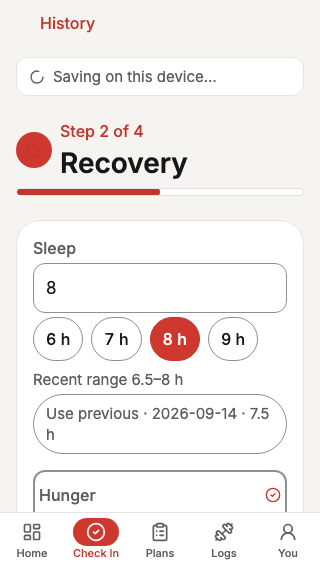 History
Saving on this device...
Step 2 of 4
Recovery
Sleep
8
6 h
7 h
8 h
9 h
Recent range 6.5–8 h
Use previous · 2026-09-14 · 7.5
h
Hunger
Home
Check In
Plans
Logs
You